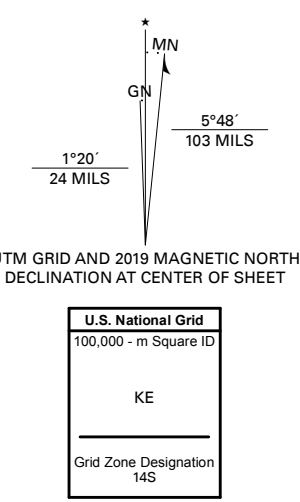 MN
GN
5°48´
103 MILS
1°20´
24 MILS
UTM GRID AND 2019 MAGNETIC NORTH
DECLINATION AT CENTER OF SHEET
U.S. National Grid
100,000 - m Square ID
KE
Grid Zone Designation
14S